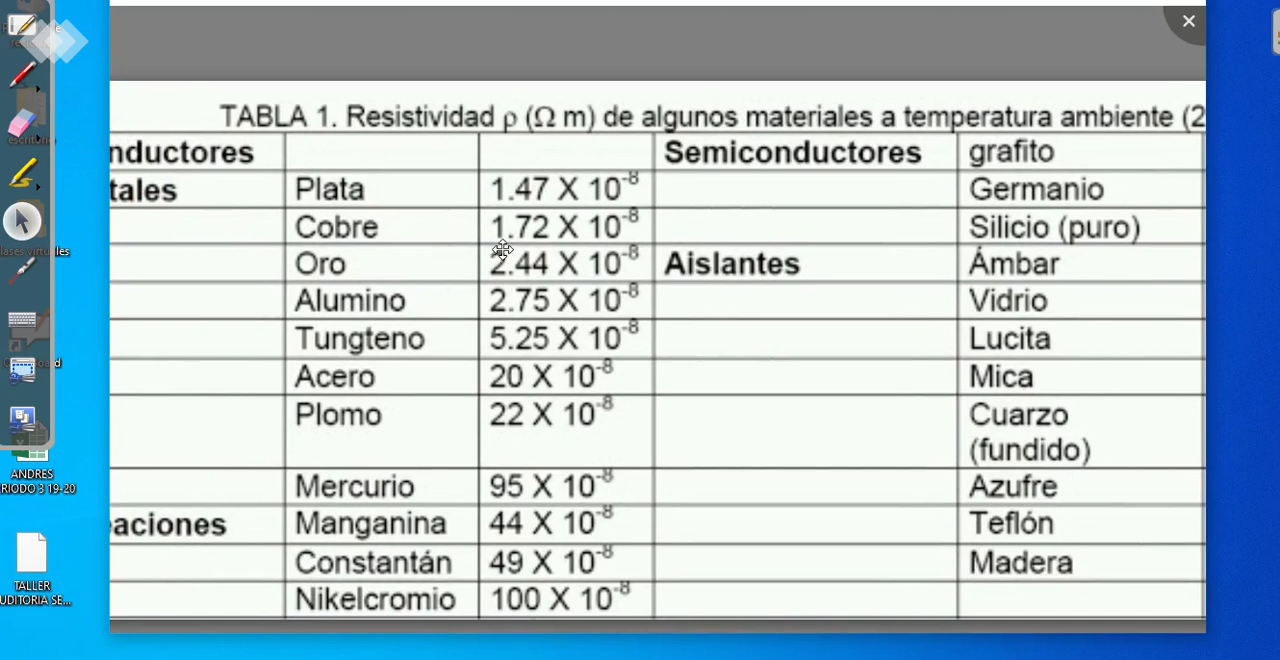 TABLA 1. Resistividad ρ (Ω m) de algunos materiales a temperatura ambiente (2
nductores Semiconductores grafito
tales Plata 1.47 X 10⁻⁸ Germanio
Cobre 1.72 X 10⁻⁸ Silicio (puro)
Oro 2.44 X 10⁻⁸ Aislantes Ámbar
Alumino 2.75 X 10⁻⁸ Vidrio
Tungteno 5.25 X 10⁻⁸ Lucita
Acero 20 X 10⁻⁸ Mica
Plomo 22 X 10⁻⁸ Cuarzo
(fundido)
Mercurio 95 X 10⁻⁸ Azufre
aciones Manganina 44 X 10⁻⁸ Teflón
Constantán 49 X 10⁻⁸ Madera
Nikelcromio 100 X 10⁻⁸
ANDRES
RIODO 3 19-20
TALLER
UDITORIA SE...